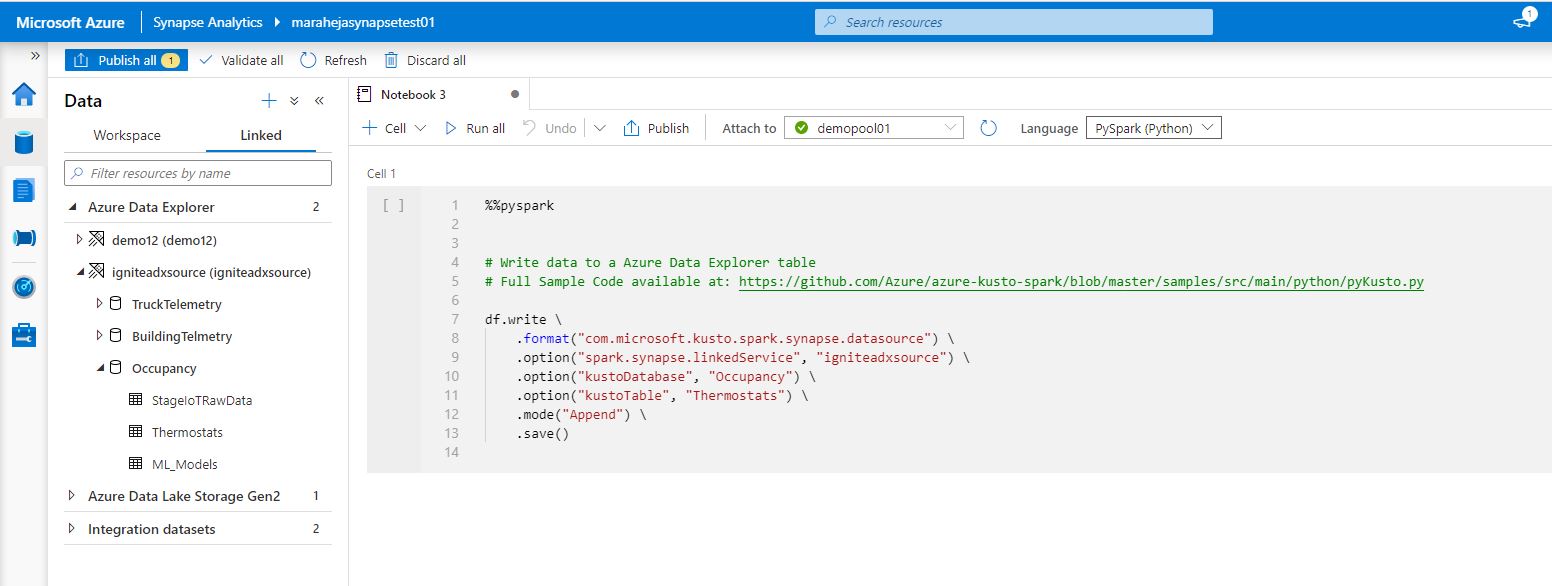 Microsoft Azure Synapse Analytics marahejasynapsetest01 Search resources 1
Publish all 1 Validate all Refresh Discard all
Data
Workspace Linked
Filter resources by name
Azure Data Explorer 2
demo12 (demo12)
igniteadxsource (igniteadxsource)
TruckTelemetry
BuildingTelmetry
Occupancy
StageIoTRawData
Thermostats
ML_Models
Azure Data Lake Storage Gen2 1
Integration datasets 2
Notebook 3
Cell Run all Undo Publish Attach to demopool01 Language PySpark (Python)
Cell 1
[ ]
1 %%pyspark
2
3
4 # Write data to a Azure Data Explorer table
5 # Full Sample Code available at: https://github.com/Azure/azure-kusto-spark/blob/master/samples/src/main/python/pyKusto.py
6
7 df.write \
8 .format("com.microsoft.kusto.spark.synapse.datasource") \
9 .option("spark.synapse.linkedService", "igniteadxsource") \
10 .option("kustoDatabase", "Occupancy") \
11 .option("kustoTable", "Thermostats") \
12 .mode("Append") \
13 .save()
14